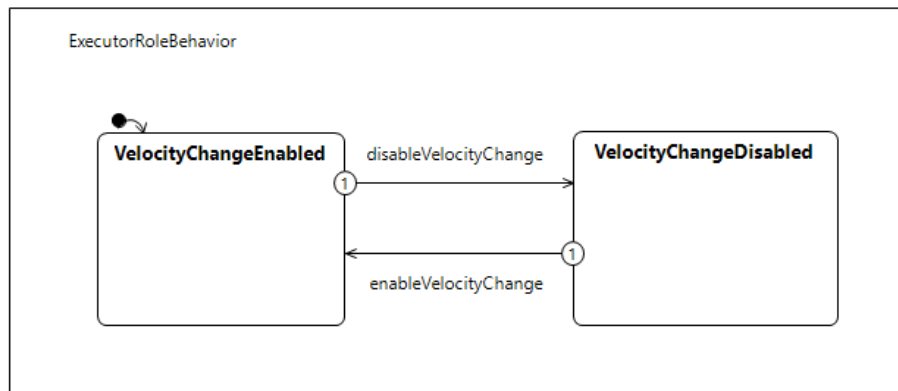 ExecutorRoleBehavior
VelocityChangeEnabled
disableVelocityChange
VelocityChangeDisabled
1
1
enableVelocityChange